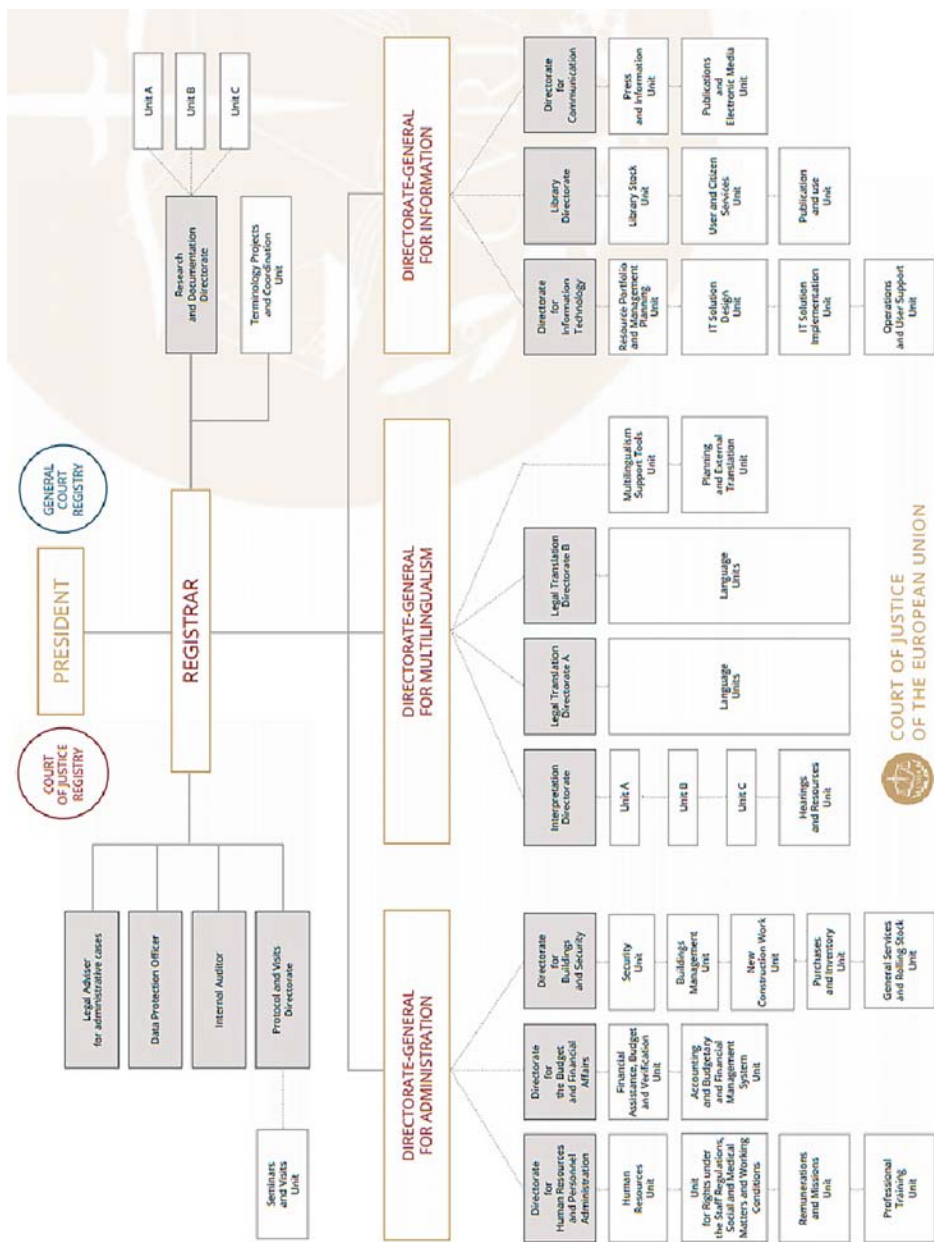 COURT
OF JUSTICE
REGISTRY
PRESIDENT
GENERAL
COURT
REGISTRY
REGISTRAR
Legal Adviser
for administrative cases
Data Protection Officer
Internal Auditor
Protocol and Visits
Directorate
Seminars
and Visits
Unit
Research
and Documentation
Directorate
Unit A
Unit B
Unit C
Terminology Projects
and Coordination
Unit
DIRECTORATE-GENERAL
FOR ADMINISTRATION
Directorate
for
Human Resources
and Personnel
Administration
Human
Resources
Unit
Unit
for Rights under
the Staff Regulations,
Social and Medical
Matters and Working
Conditions
Remunerations
and Missions
Unit
Professional
Training
Unit
Directorate
for
the Budget
and Financial
Affairs
Financial
Assistance, Budget
and Verification
Unit
Accounting
and Budgetary
and Financial
Management
System
Unit
Directorate
for
Buildings
and Security
Security
Unit
Buildings
Management
Unit
New
Construction Work
Unit
Purchases
and Inventory
Unit
General Services
and Rolling Stock
Unit
DIRECTORATE-GENERAL
FOR MULTILINGUALISM
Interpretation
Directorate
Unit A
Unit B
Unit C
Hearings
and Resources
Unit
Legal Translation
Directorate A
Language
Units
Legal Translation
Directorate B
Language
Units
Multilingualism
Support Tools
Unit
Planning
and External
Translation
Unit
DIRECTORATE-GENERAL
FOR INFORMATION
Directorate
for
Information
Technology
Resource Portfolio
and Management
Planning
Unit
IT Solution
Design
Unit
IT Solution
Implementation
Unit
Operations
and User Support
Unit
Library
Directorate
Library Stock
Unit
User and Citizen
Services
Unit
Publication
and use
Unit
Directorate
for
Communication
Press
and Information
Unit
Publications
and
Electronic Media
Unit
COURT OF JUSTICE
OF THE EUROPEAN UNION